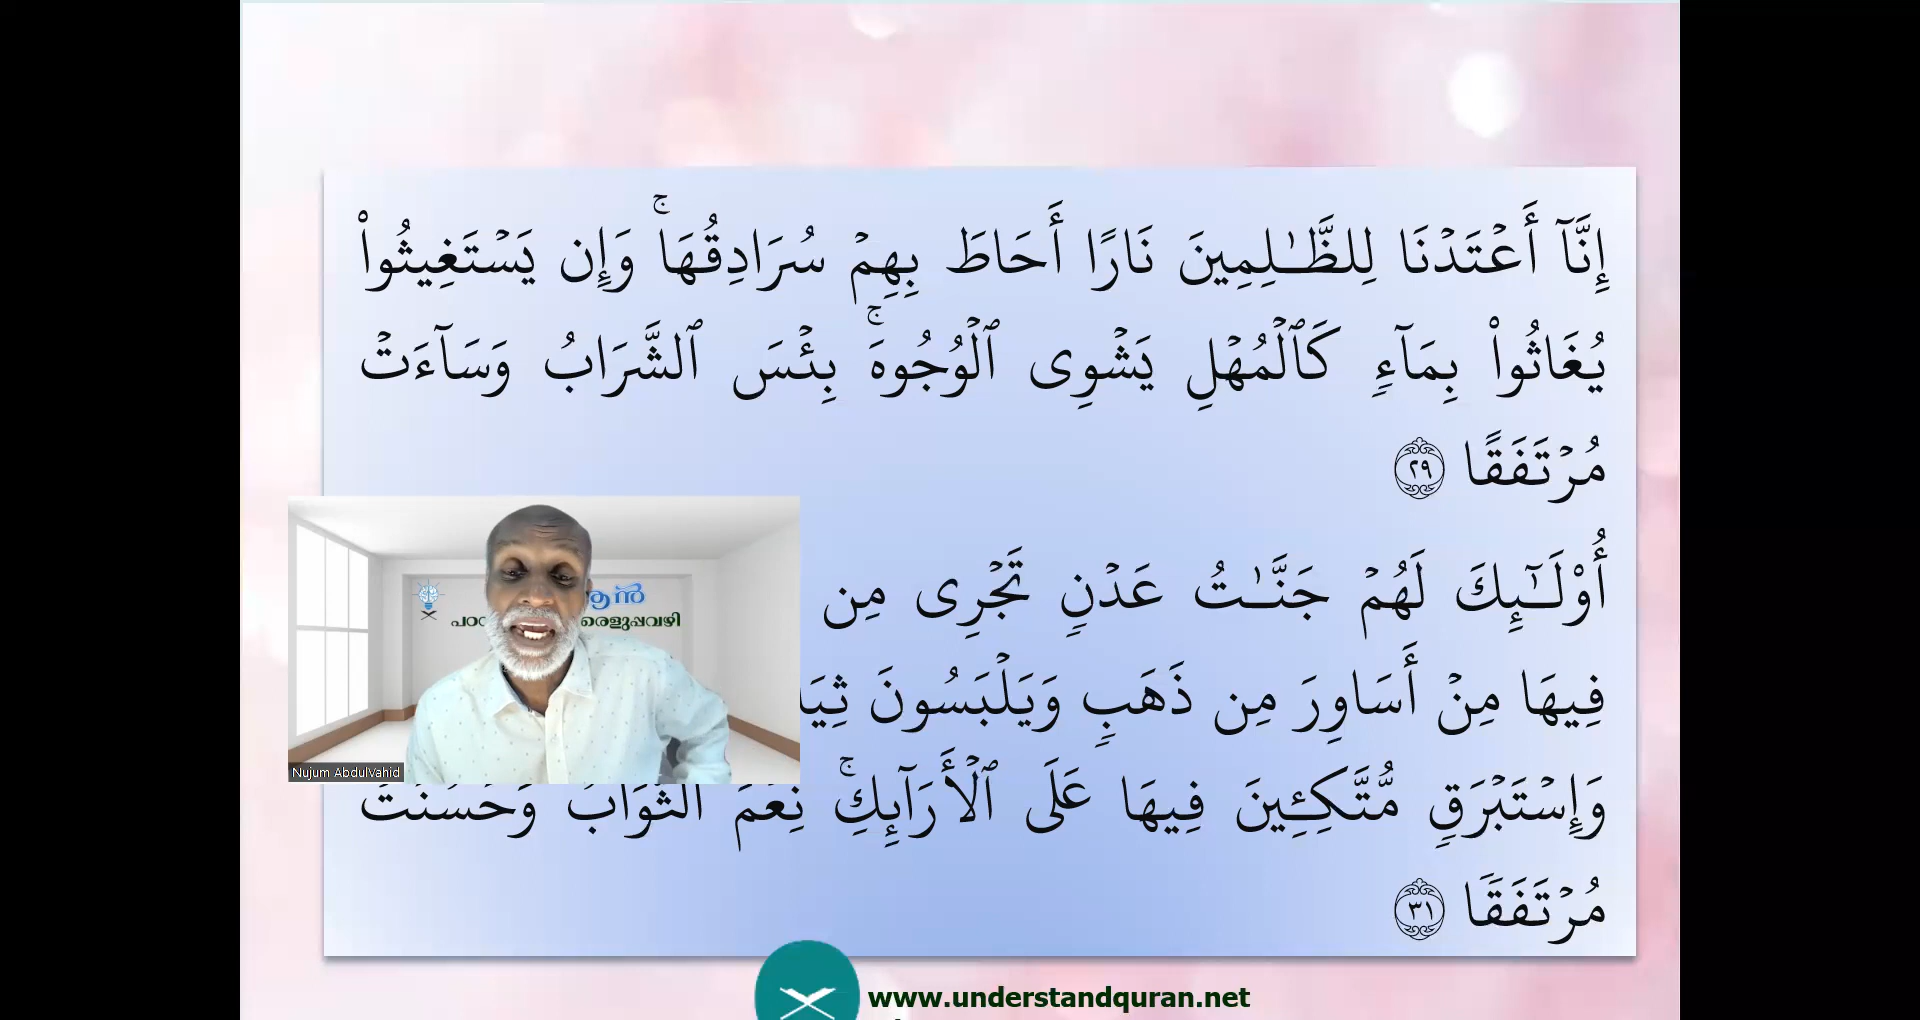 إِنَّآ أَعْتَدْنَا لِلظَّـٰلِمِينَ نَارًا أَحَاطَ بِهِمْ سُرَادِقُهَا ۚ وَإِن يَسْتَغِيثُوا۟
يُغَاثُوا۟ بِمَآءٍ كَٱلْمُهْلِ يَشْوِى ٱلْوُجُوهَ ۚ بِئْسَ ٱلشَّرَابُ وَسَآءَتْ
مُرْتَفَقًا ٢٩
أُو۟لَـٰٓئِكَ لَهُمْ جَنَّـٰتُ عَدْنٍ تَجْرِى مِن
فِيهَا مِنْ أَسَاوِرَ مِن ذَهَبٍ وَيَلْبَسُونَ
وَإِسْتَبْرَقٍ مُّتَّكِـِٔينَ فِيهَا عَلَى ٱلْأَرَآئِكِ ۚ نِعْمَ ٱلثَّوَابُ وَحَسُنَتْ
مُرْتَفَقًا ٣١
Nujum AbdulVahid
www.understandquran.net